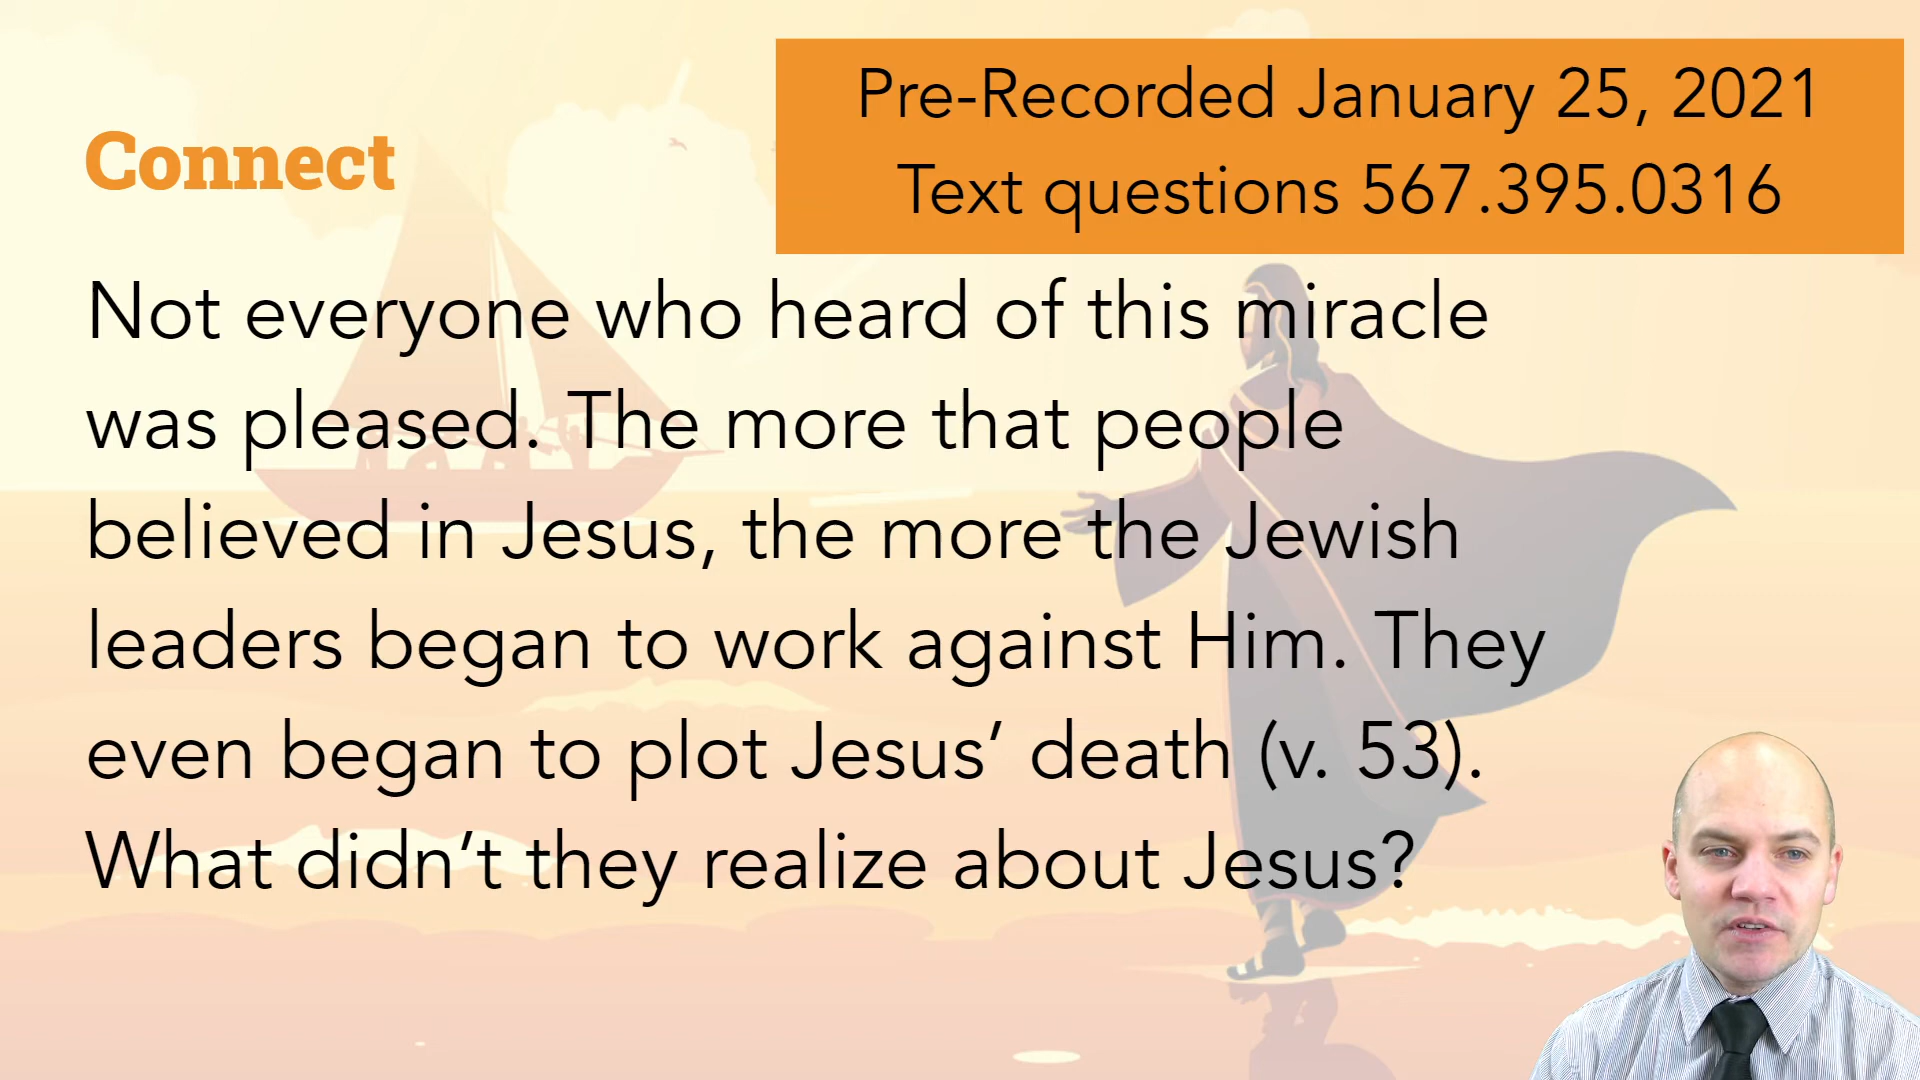 Pre-Recorded January 25, 2021
Text questions 567.395.0316
Connect
Not everyone who heard of this miracle
was pleased. The more that people
believed in Jesus, the more the Jewish
leaders began to work against Him. They
even began to plot Jesus’ death (v. 53).
What didn’t they realize about Jesus?